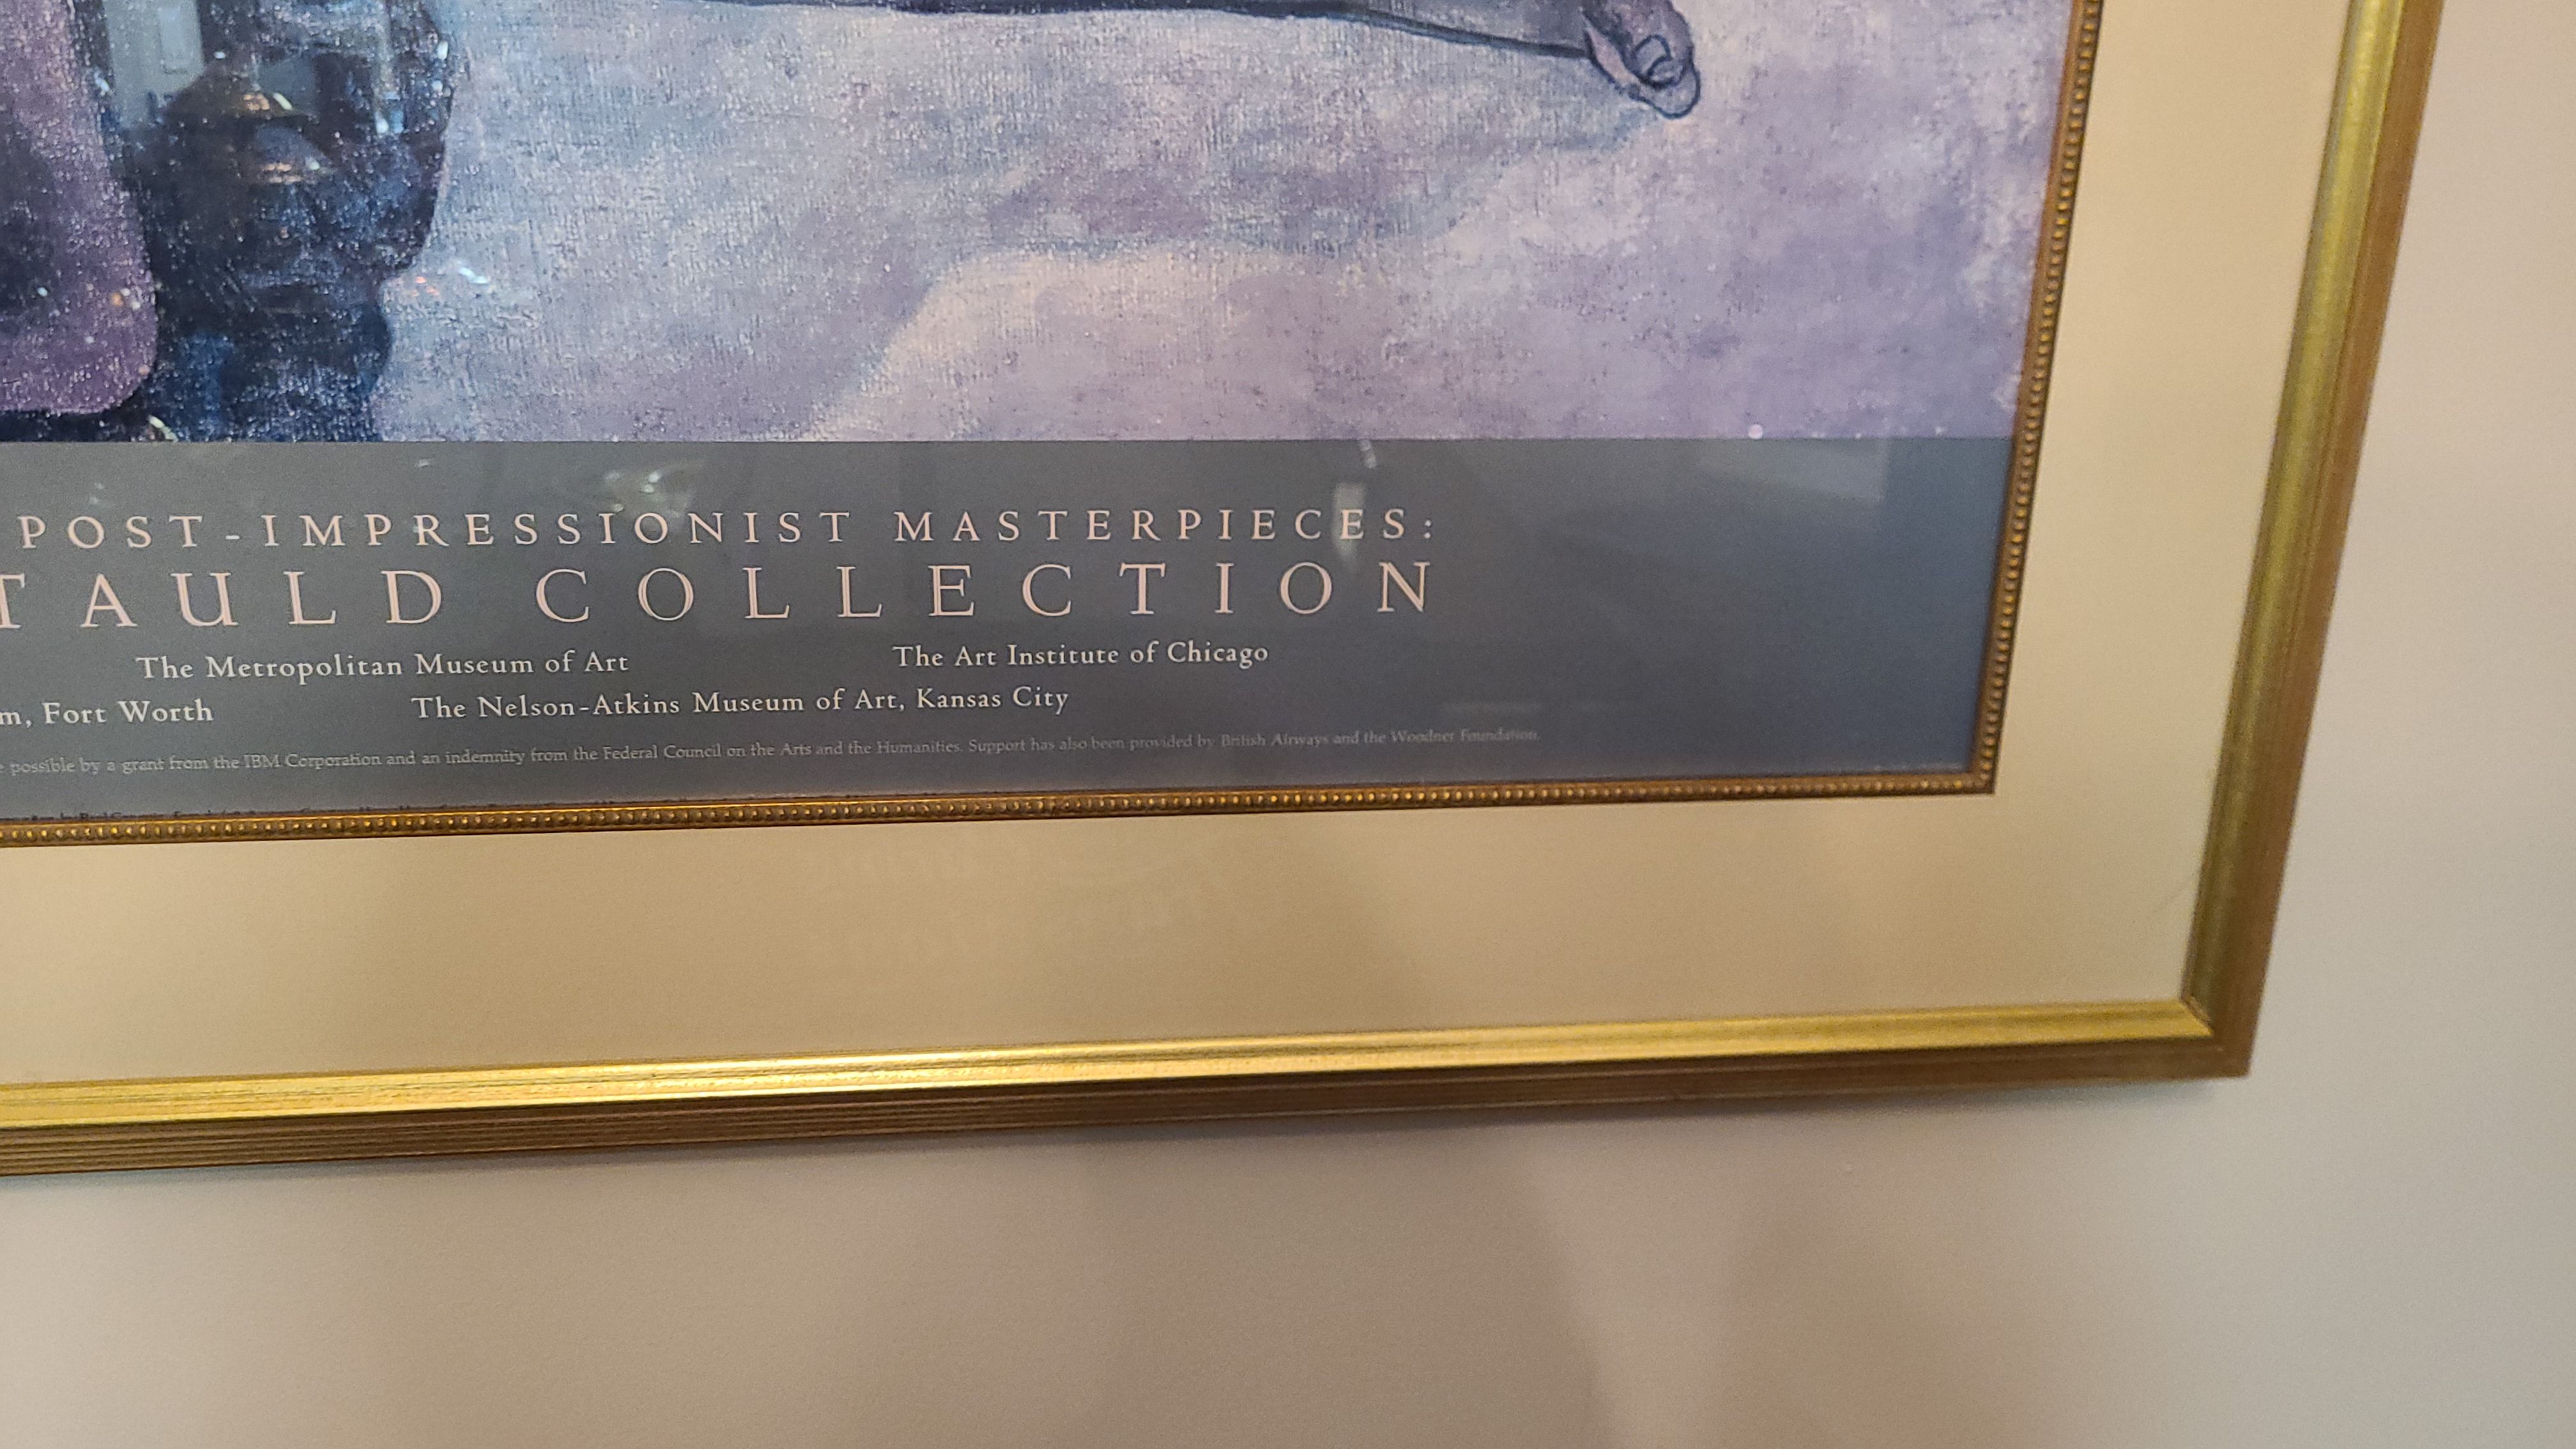 POST-IMPRESSIONIST MASTERPIECES:
TAULD COLLECTION
The Metropolitan Museum of Art The Art Institute of Chicago
m, Fort Worth The Nelson-Atkins Museum of Art, Kansas City
e possible by a grant from the IBM Corporation and an indemnity from the Federal Council on the Arts and the Humanities. Support has also been provided by British Airways and the Woodner Foundation.